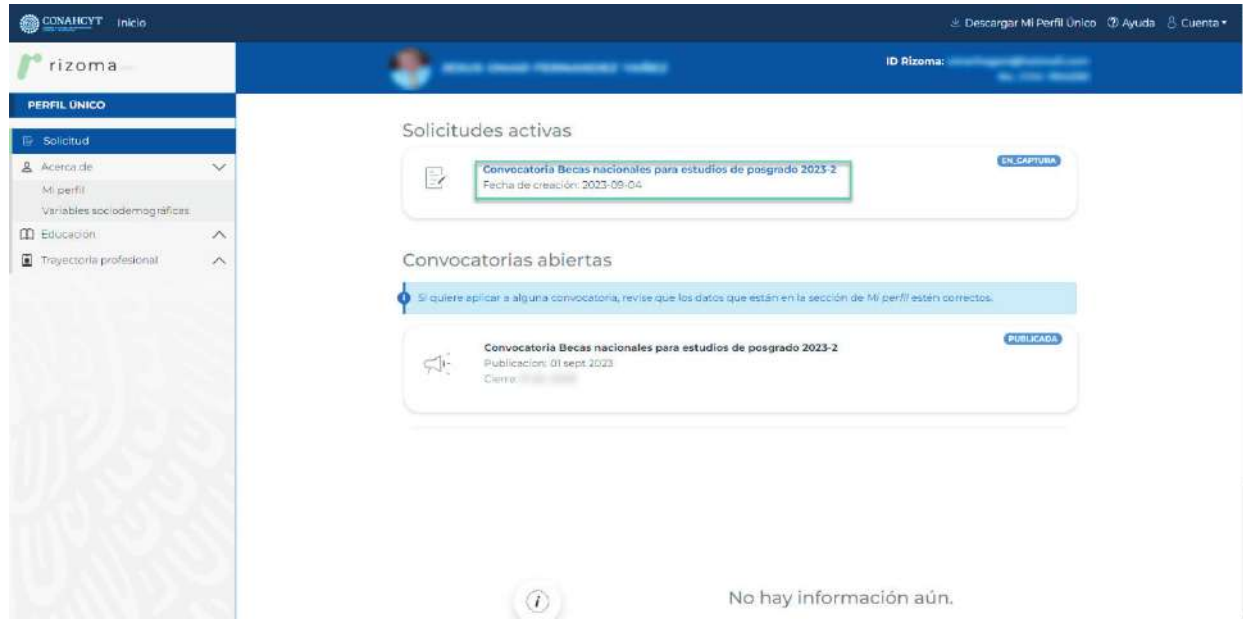 CONAHCYT Inicio
Descargar Mi Perfil Único Ayuda Cuenta
rizoma
ID Rizoma:
PERFIL ÚNICO
Solicitud
Acerca de
Mi perfil
Variables sociodemográficas
Educación
Trayectoria profesional
Solicitudes activas
EN_CAPTURA
Convocatoria Becas nacionales para estudios de posgrado 2023-2
Fecha de creación: 2023-09-04
Convocatorias abiertas
Si quiere aplicar a alguna convocatoria, revise que los datos que están en la sección de Mi perfil estén correctos.
PUBLICADA
Convocatoria Becas nacionales para estudios de posgrado 2023-2
Publicacion: 01 sept 2023
Cierre:
No hay información aún.